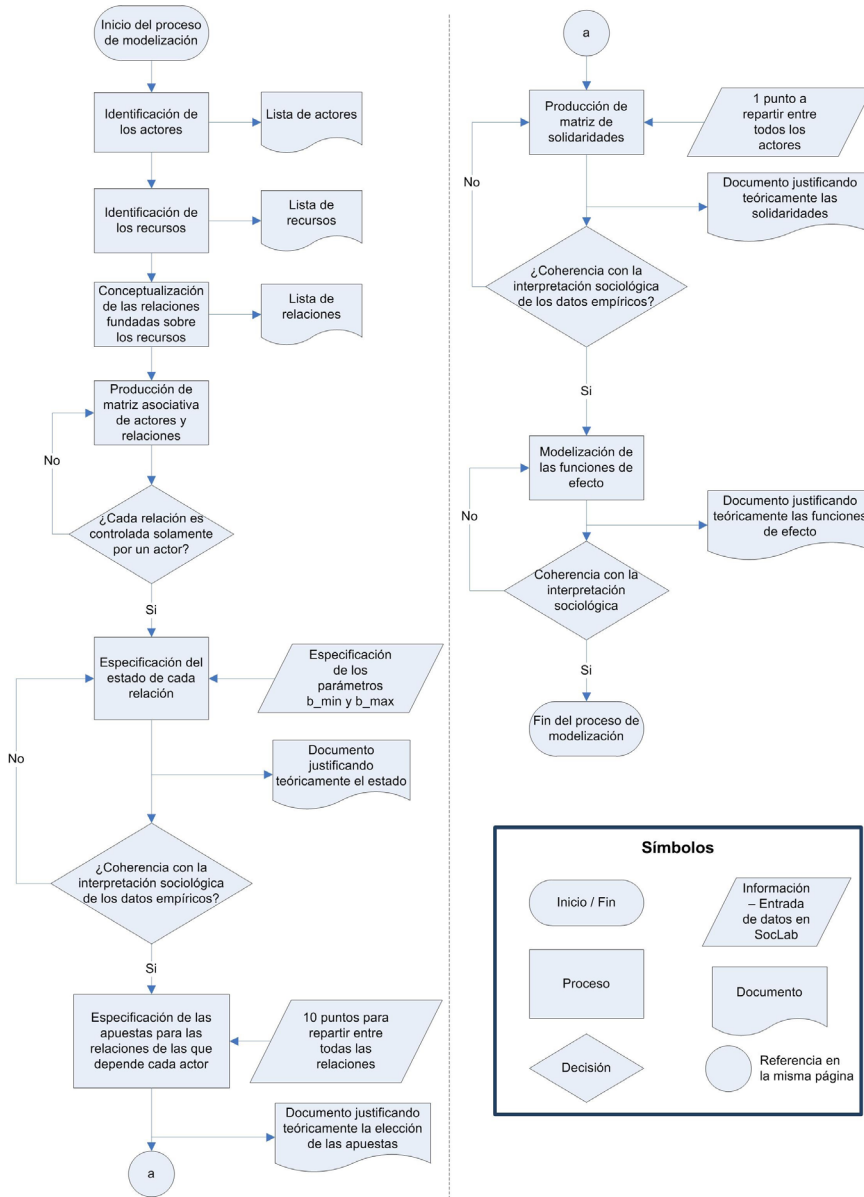 Inicio del proceso
de modelización
Identificación de
los actores
Lista de actores
Identificación de
los recursos
Lista de
recursos
Conceptualización
de las relaciones
fundadas sobre
los recursos
Lista de
relaciones
Producción de
matriz asociativa
de actores y
relaciones
No
¿Cada relación es
controlada solamente
por un actor?
Si
Especificación del
estado de cada
relación
Especificación
de los
parámetros
b_min y b_max
No
Documento
justificando
teóricamente el estado
¿Coherencia con la
interpretación sociológica
de los datos empíricos?
Si
Especificación de las
apuestas para las
relaciones de las que
depende cada actor
10 puntos para
repartir entre
todas las
relaciones
Documento justificando
teóricamente la elección
de las apuestas
a
a
Producción de
matriz de
solidaridades
1 punto a
repartir entre
todos los
actores
No
Documento justificando
teóricamente las
solidaridades
¿Coherencia con la
interpretación sociológica
de los datos empíricos?
Si
Modelización de
las funciones de
efecto
No
Documento justificando
teóricamente las funciones
de efecto
Coherencia con la
interpretación
sociológica
Si
Fin del proceso de
modelización
Símbolos
Inicio / Fin
Información
– Entrada
de datos en
SocLab
Proceso
Documento
Decisión
Referencia en
la misma página